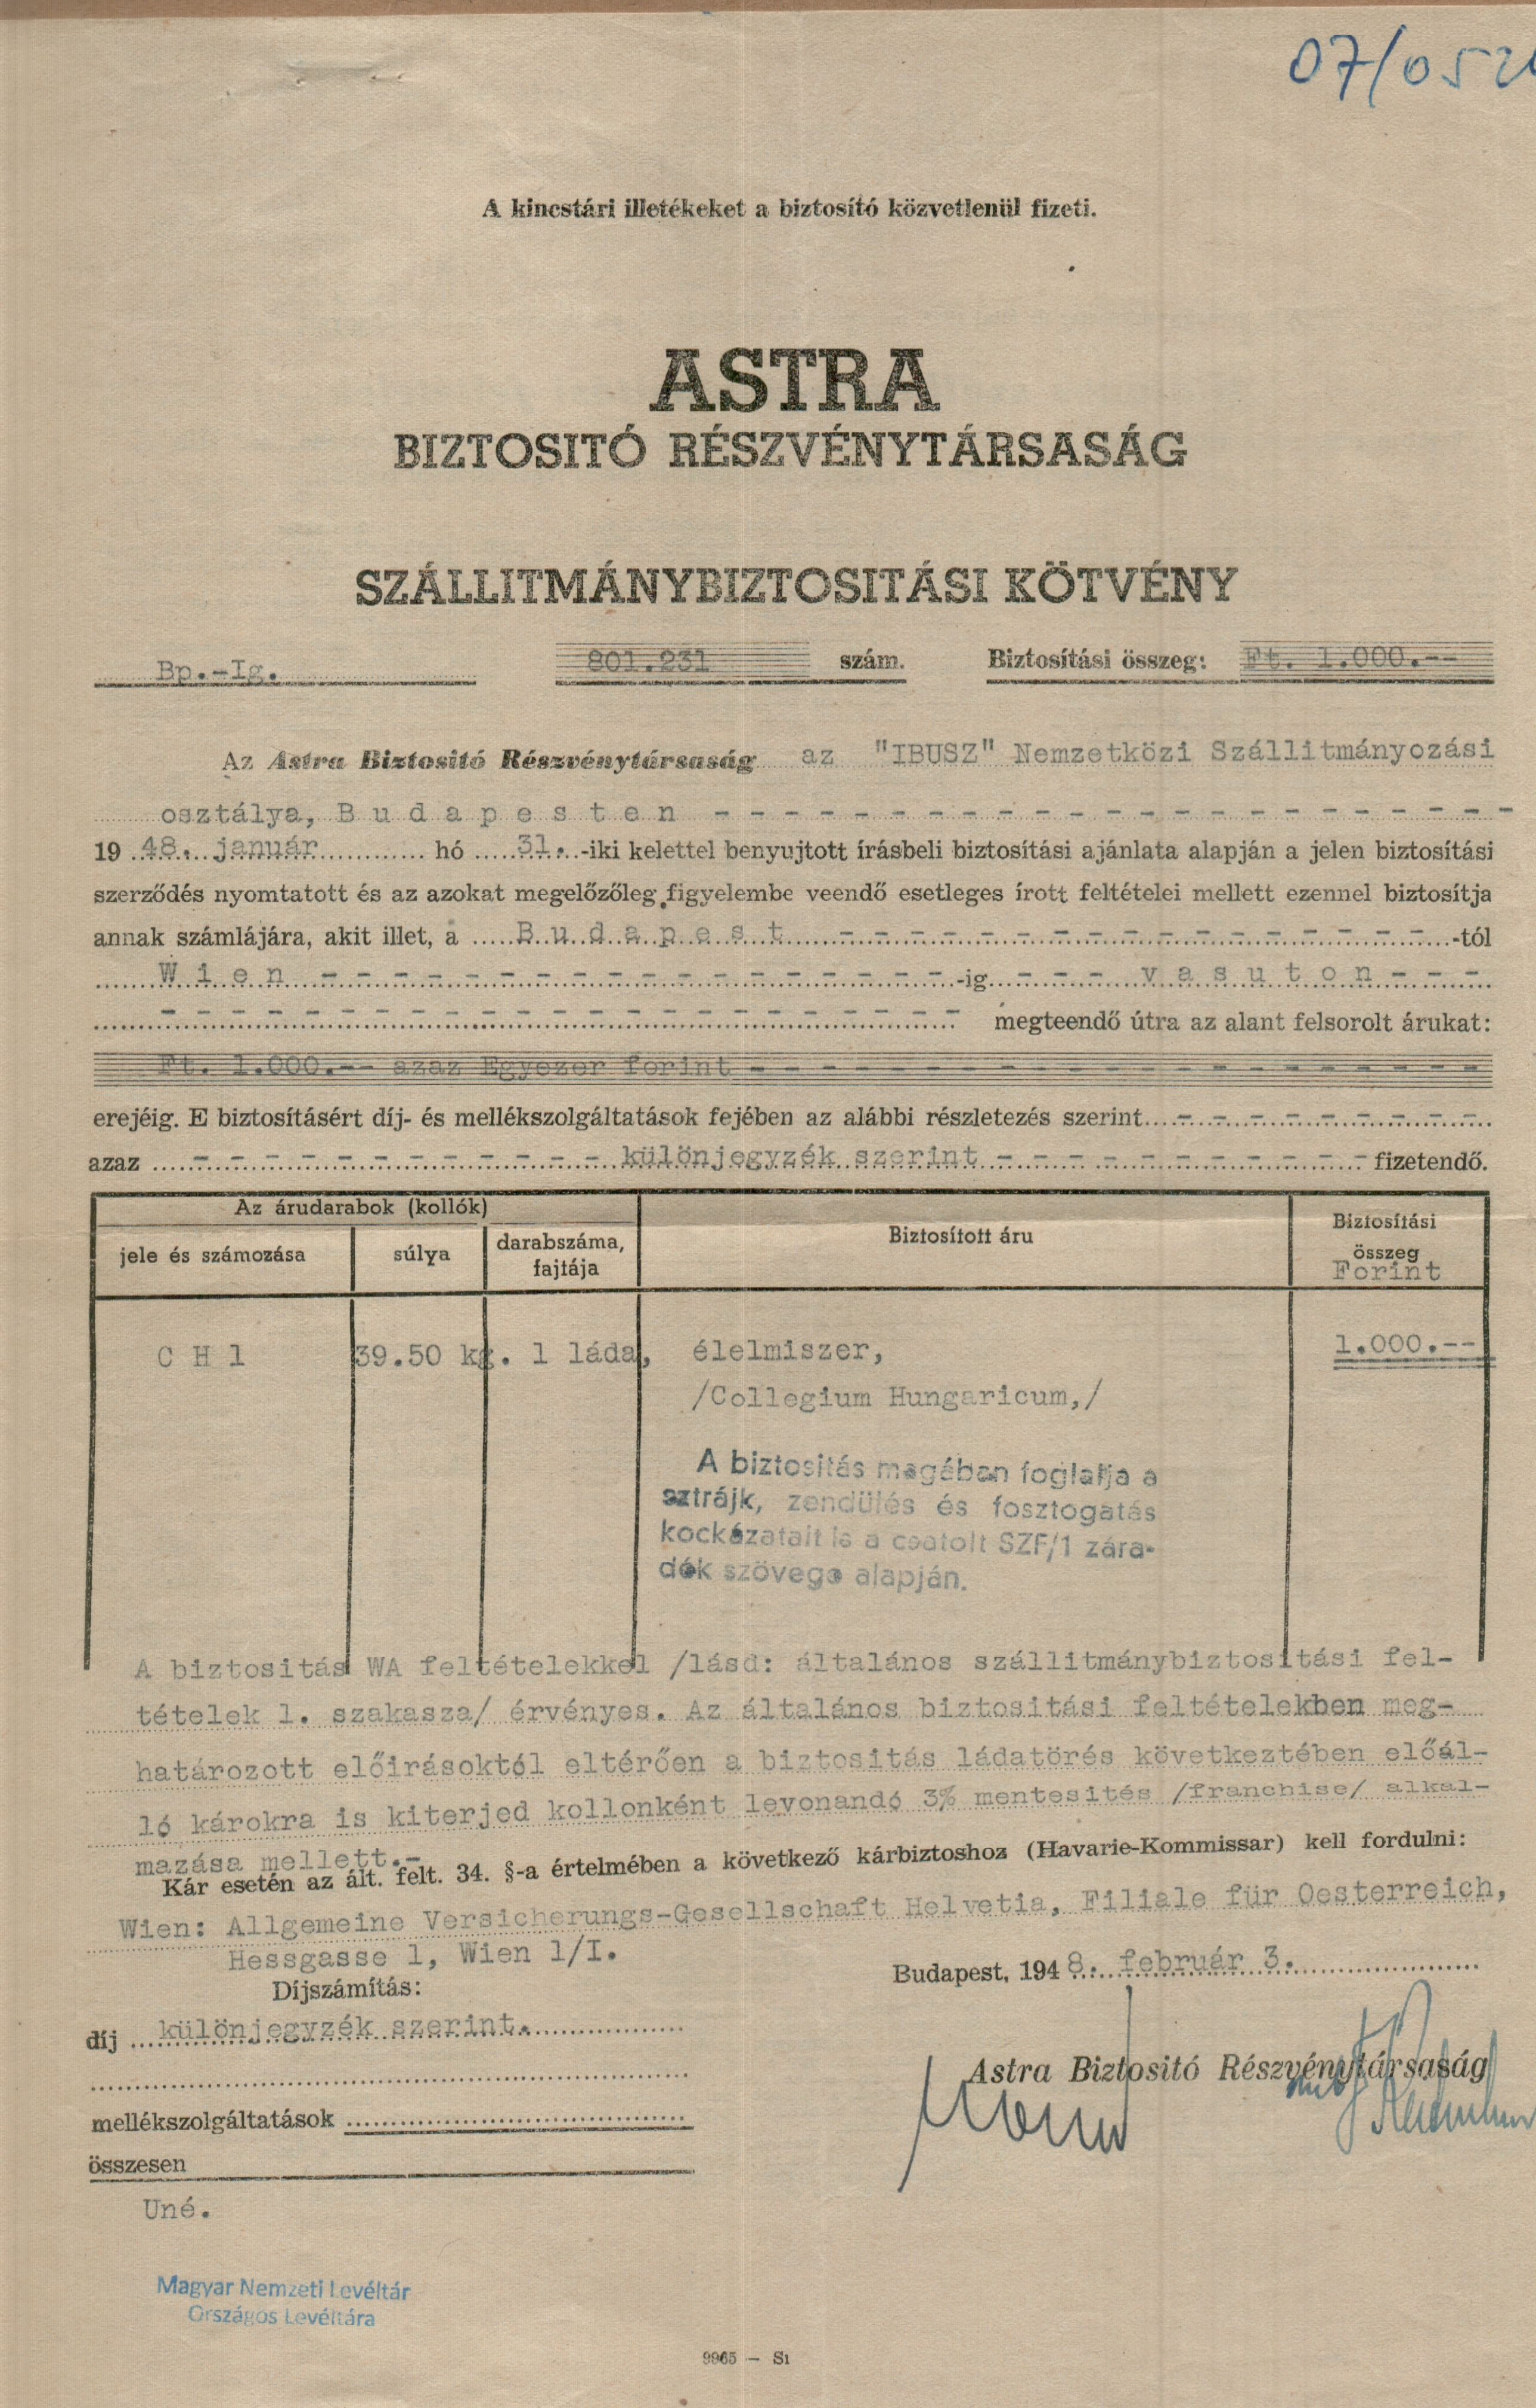 07/052
A kincstári illetékeket a biztosító közvetlenül fizeti.
ASTRA
BIZTOSITÓ RÉSZVÉNYTÁRSASÁG
SZÁLLITMÁNYBIZTOSITÁSI KÖTVÉNY
Bp.-Ig. 801.231 szám. Biztosítási összeg: Ft. 1.000.--
Az Astra Biztositó Részvénytársaság az "IBUSZ" Nemzetközi Szállitmányozási
osztálya, B u d a p e s t e n - - - - - - - - - - - - - - - - - - - - - - -
19 48. január hó 31. -iki kelettel benyujtott írásbeli biztosítási ajánlata alapján a jelen biztosítási
szerződés nyomtatott és az azokat megelőzőleg figyelembe veendő esetleges írott feltételei mellett ezennel biztosítja
annak számlájára, akit illet, a B u d a p e s t - - - - - - - - - - - - - - - - - -tól
W i e n - - - - - - - - - - - - - - - - - - -ig - - - v a s u t o n - - -
- - - - - - - - - - - - - - - - - - - - - - - megteendő útra az alant felsorolt árukat:
Ft. 1.000.-- azaz Egyezer forint - - - - - - - - - - - - - - - - - - - - -
erejéig. E biztosításért díj- és mellékszolgáltatások fejében az alábbi részletezés szerint - - - - - - - - -
azaz - - - - - - - - - - - - különjegyzék szerint - - - - - - - - - - - fizetendő.
Az árudarabok (kollók)
jele és számozása súlya darabszáma, fajtája Biztosított áru Biztosítási összeg
Forint
C H 1 39.50 kg. 1 láda, élelmiszer, 1.000.--
/Collegium Hungaricum,/
A biztositás magában foglalja a
sztrájk, zendülés és fosztogatás
kockázatait is a csatolt SZF/1 zára-
dék szövege alapján.
A biztositás WA feltételekkel /lásd: általános szállitmánybiztositási fel-
tételek 1. szakasza/ érvényes. Az általános biztositási feltételekben meg-
határozott előirásoktól eltérően a biztositás ládatörés következtében előál-
ló károkra is kiterjed kollonként levonandó 3% mentesités /franchise/ alkal-
mazása mellett.-
Kár esetén az ált. felt. 34. §-a értelmében a következő kárbiztoshoz (Havarie-Kommissar) kell fordulni:
Wien: Allgemeine Versicherungs-Gesellschaft Helvetia, Filiale für Oesterreich,
Hessgasse 1, Wien 1/I.
Budapest, 194 8. február 3.
Díjszámítás:
díj különjegyzék szerint.
Astra Biztositó Részvénytársaság
mellékszolgáltatások
összesen
Uné.
Magyar Nemzeti Levéltár
Országos Levéltára
9965 — Sı